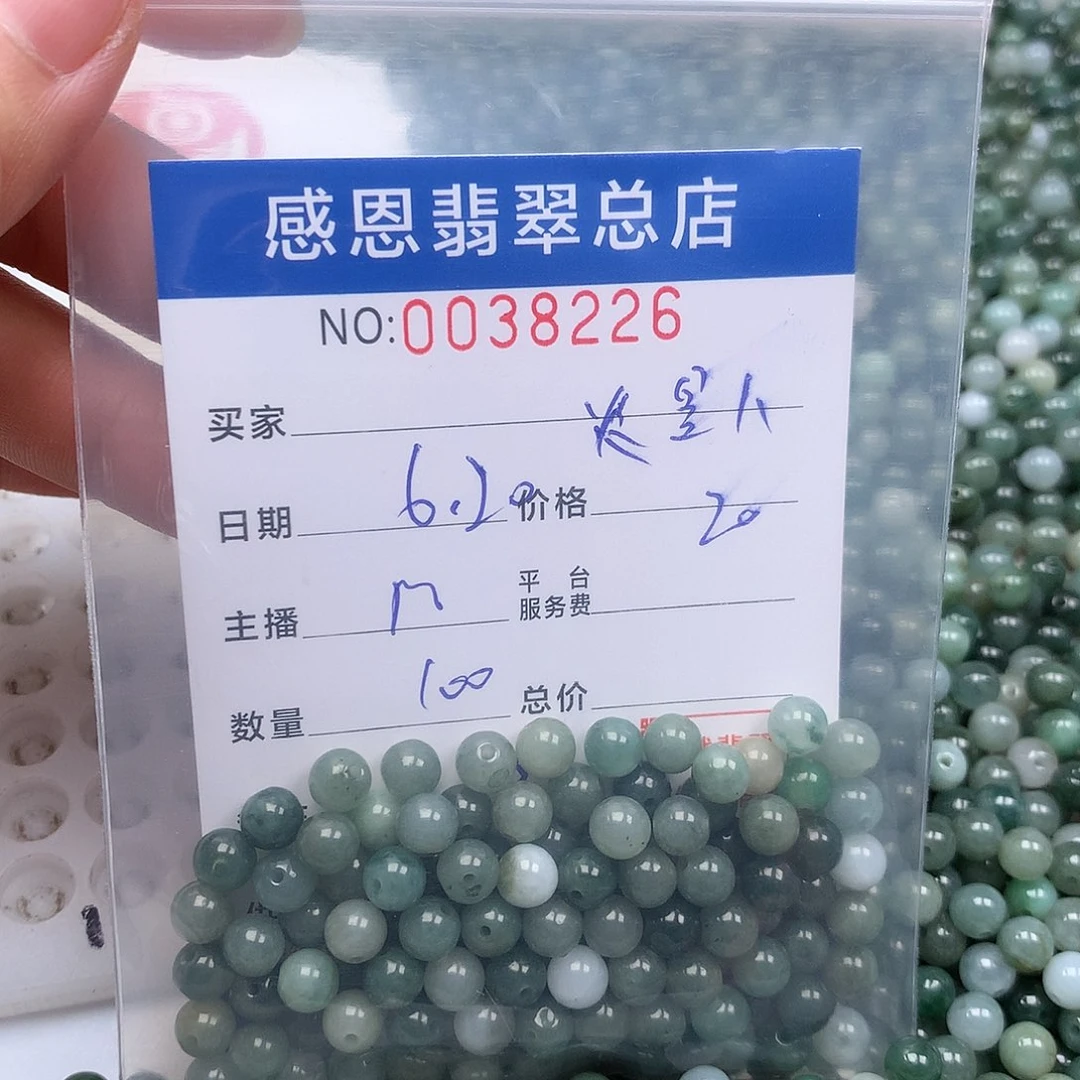 感恩翡翠总店
NO:0038226
买家
日期 6.20 价格 20
主播 M 平台服务费
数量 100 总价